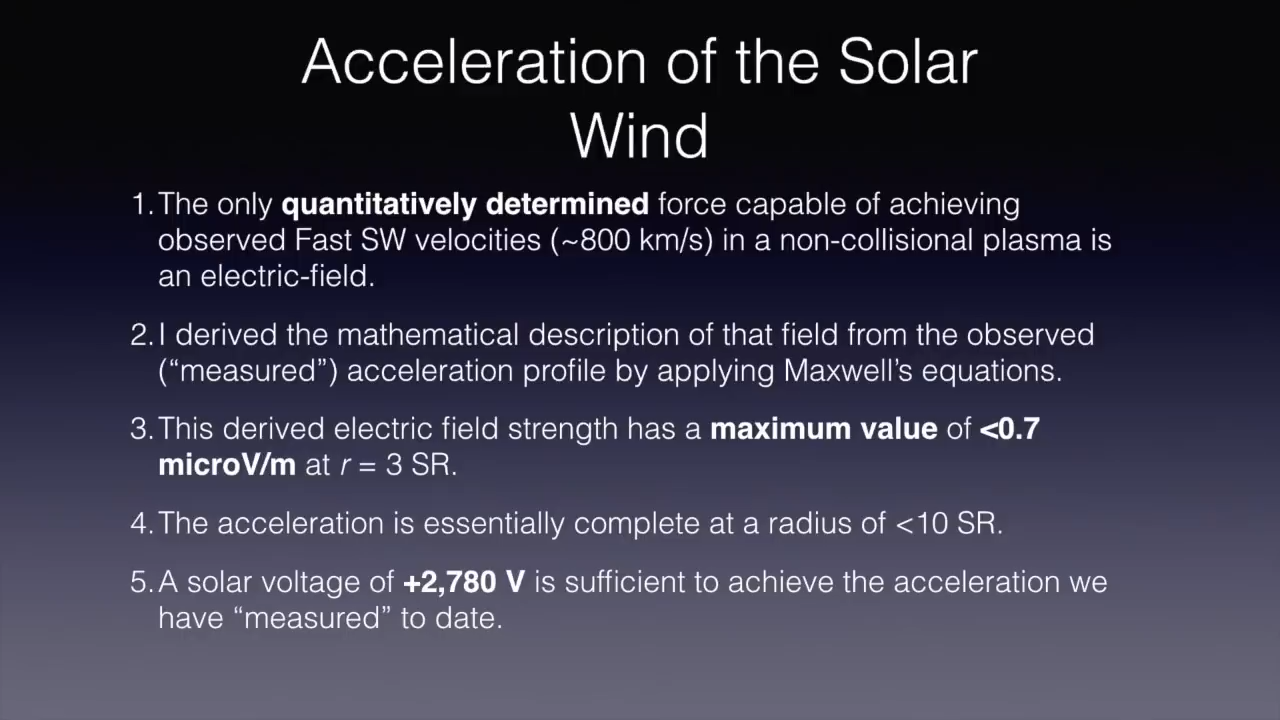 Acceleration of the Solar
Wind
1. The only quantitatively determined force capable of achieving
observed Fast SW velocities (~800 km/s) in a non-collisional plasma is
an electric-field.
2. I derived the mathematical description of that field from the observed
(“measured”) acceleration profile by applying Maxwell’s equations.
3. This derived electric field strength has a maximum value of <0.7
microV/m at r = 3 SR.
4. The acceleration is essentially complete at a radius of <10 SR.
5. A solar voltage of +2,780 V is sufficient to achieve the acceleration we
have “measured” to date.